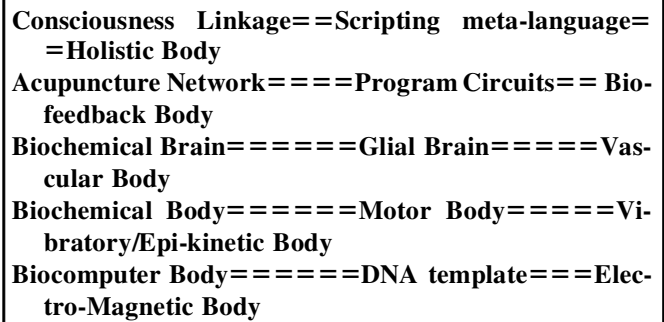 Consciousness Linkage==Scripting meta-language=
=Holistic Body
Acupuncture Network====Program Circuits== Bio-
feedback Body
Biochemical Brain======Glial Brain=====Vas-
cular Body
Biochemical Body======Motor Body=====Vi-
bratory/Epi-kinetic Body
Biocomputer Body======DNA template===Elec-
tro-Magnetic Body